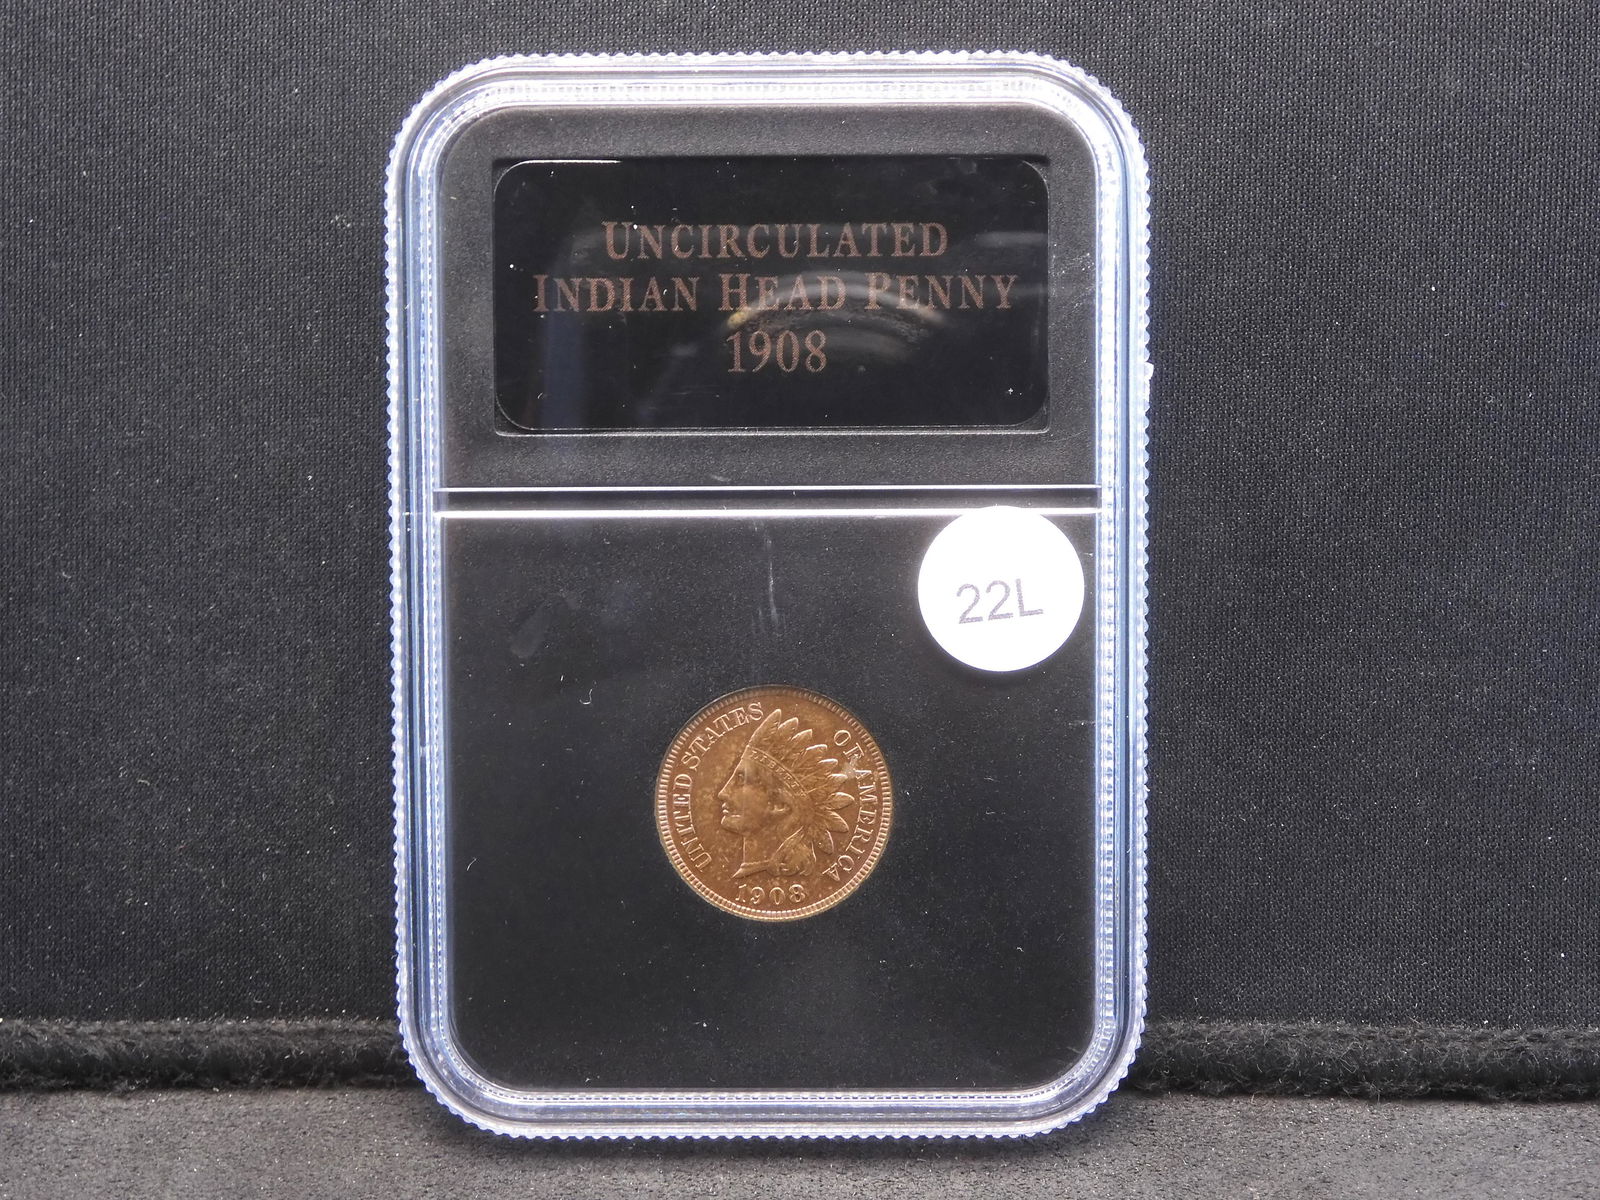 UNCIRCULATED
INDIAN HEAD PENNY
1908
22L
UNITED STATES OF AMERICA
LIBERTY
1908